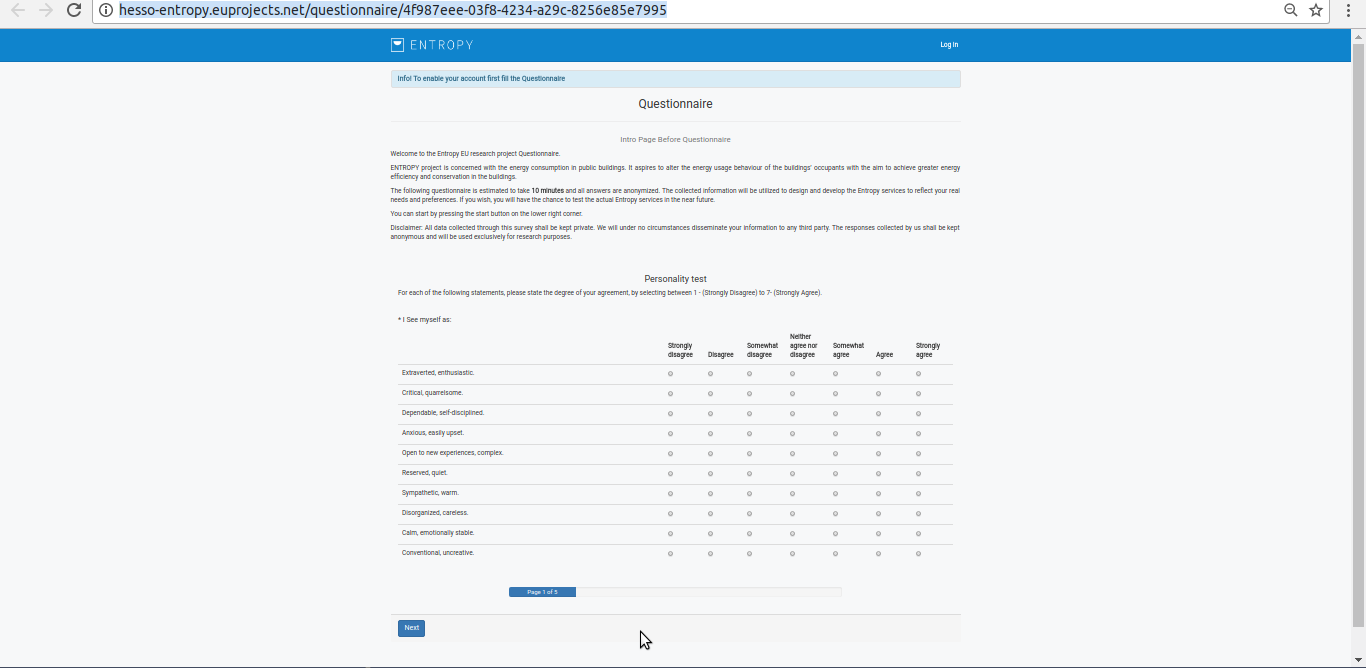 hesso-entropy.euprojects.net/questionnaire/4f987eee-03f8-4234-a29c-8256e85e7995
ENTROPY
Log in
Info! To enable your account first fill the Questionnaire
Questionnaire
Intro Page Before Questionnaire
Welcome to the Entropy EU research project Questionnaire.
ENTROPY project is concerned with the energy consumption in public buildings. It aspires to alter the energy usage behaviour of the buildings' occupants with the aim to achieve greater energy
efficiency and conservation in the buildings.
The following questionnaire is estimated to take 10 minutes and all answers are anonymized. The collected information will be utilized to design and develop the Entropy services to reflect your real
needs and preferences. If you wish, you will have the chance to test the actual Entropy services in the near future.
You can start by pressing the start button on the lower right corner.
Disclaimer: All data collected through this survey shall be kept private. We will under no circumstances disseminate your information to any third party. The responses collected by us shall be kept
anonymous and will be used exclusively for research purposes.
Personality test
For each of the following statements, please state the degree of your agreement, by selecting between 1 - (Strongly Disagree) to 7- (Strongly Agree).
* I See myself as:
Strongly disagree Disagree Somewhat disagree Neither agree nor disagree Somewhat agree Agree Strongly agree
Extraverted, enthusiastic.
Critical, quarrelsome.
Dependable, self-disciplined.
Anxious, easily upset.
Open to new experiences, complex.
Reserved, quiet.
Sympathetic, warm.
Disorganized, careless.
Calm, emotionally stable.
Conventional, uncreative.
Page 1 of 5
Next